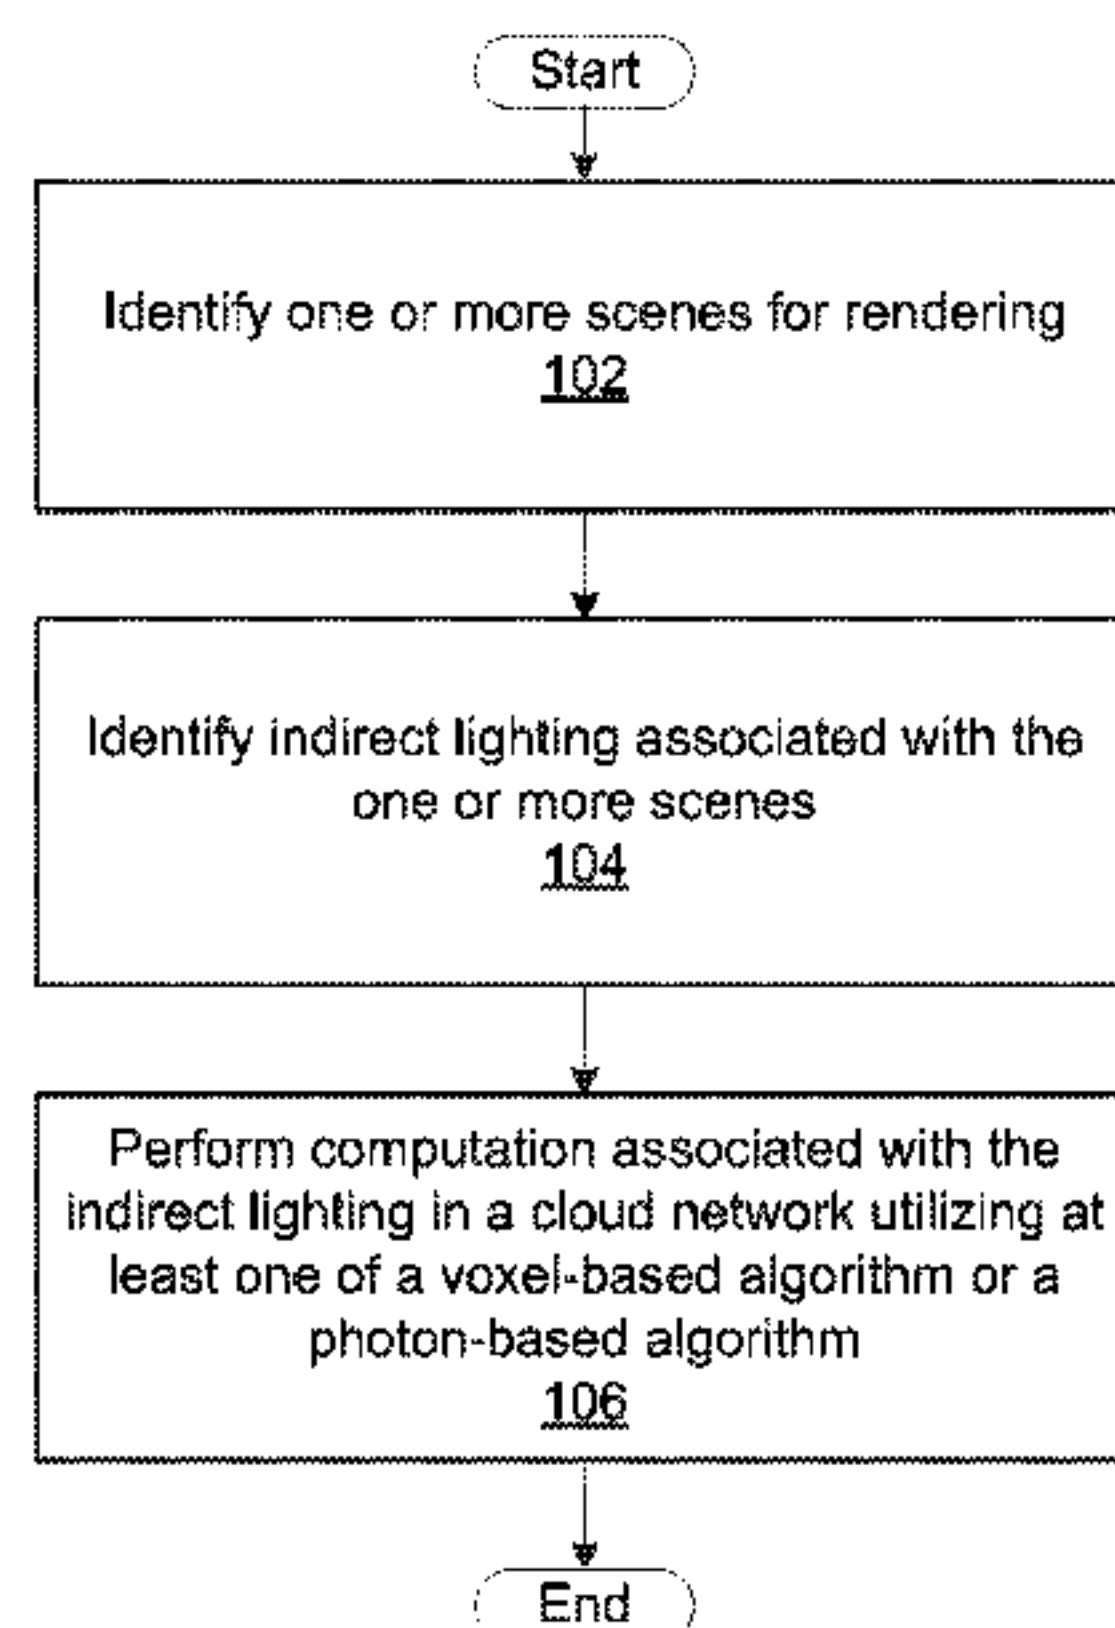 Start
Identify one or more scenes for rendering
102
Identify indirect lighting associated with the
one or more scenes
104
Perform computation associated with the
indirect lighting in a cloud network utilizing at
least one of a voxel-based algorithm or a
photon-based algorithm
106
End